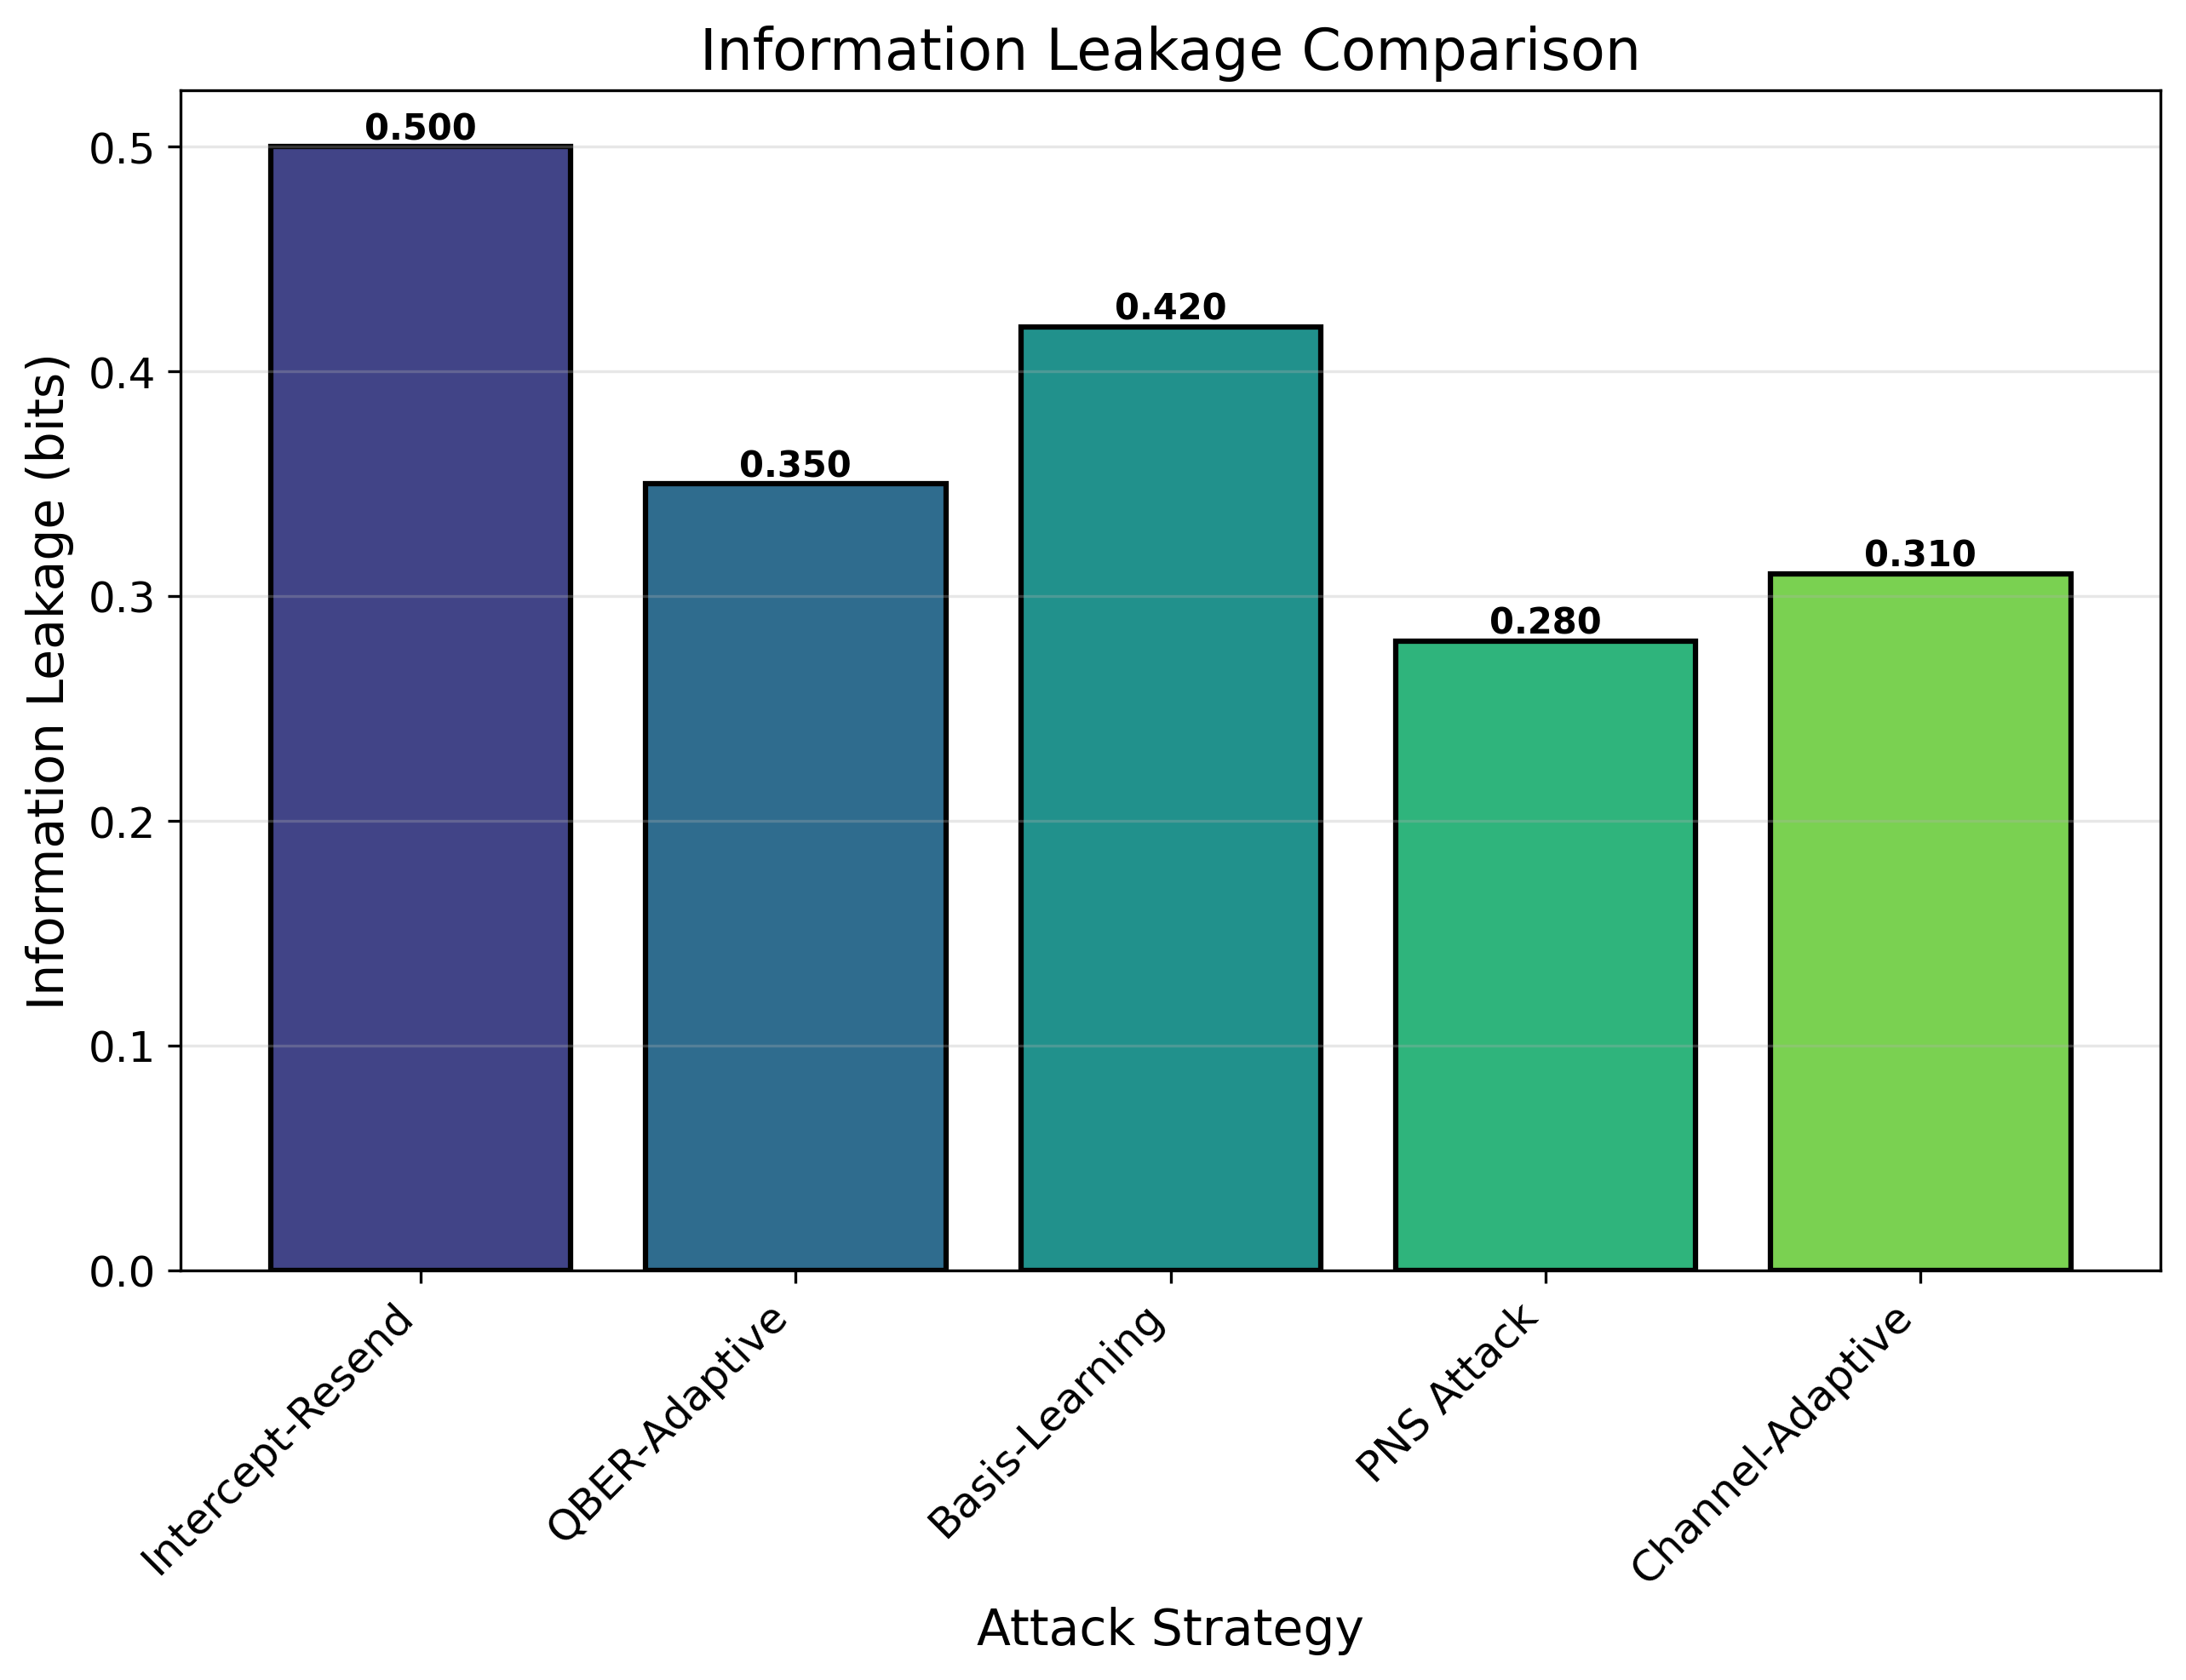 Information Leakage Comparison
Information Leakage (bits)
0.5
0.4
0.3
0.2
0.1
0.0
0.500
0.350
0.420
0.280
0.310
Intercept-Resend
QBER-Adaptive
Basis-Learning
PNS Attack
Channel-Adaptive
Attack Strategy